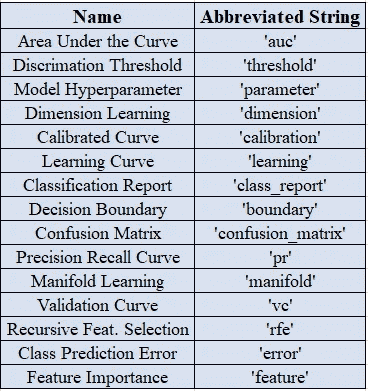 Name Abbreviated String
Area Under the Curve 'auc'
Discrimation Threshold 'threshold'
Model Hyperparameter 'parameter'
Dimension Learning 'dimension'
Calibrated Curve 'calibration'
Learning Curve 'learning'
Classification Report 'class_report'
Decision Boundary 'boundary'
Confusion Matrix 'confusion_matrix'
Precision Recall Curve 'pr'
Manifold Learning 'manifold'
Validation Curve 'vc'
Recursive Feat. Selection 'rfe'
Class Prediction Error 'error'
Feature Importance 'feature'